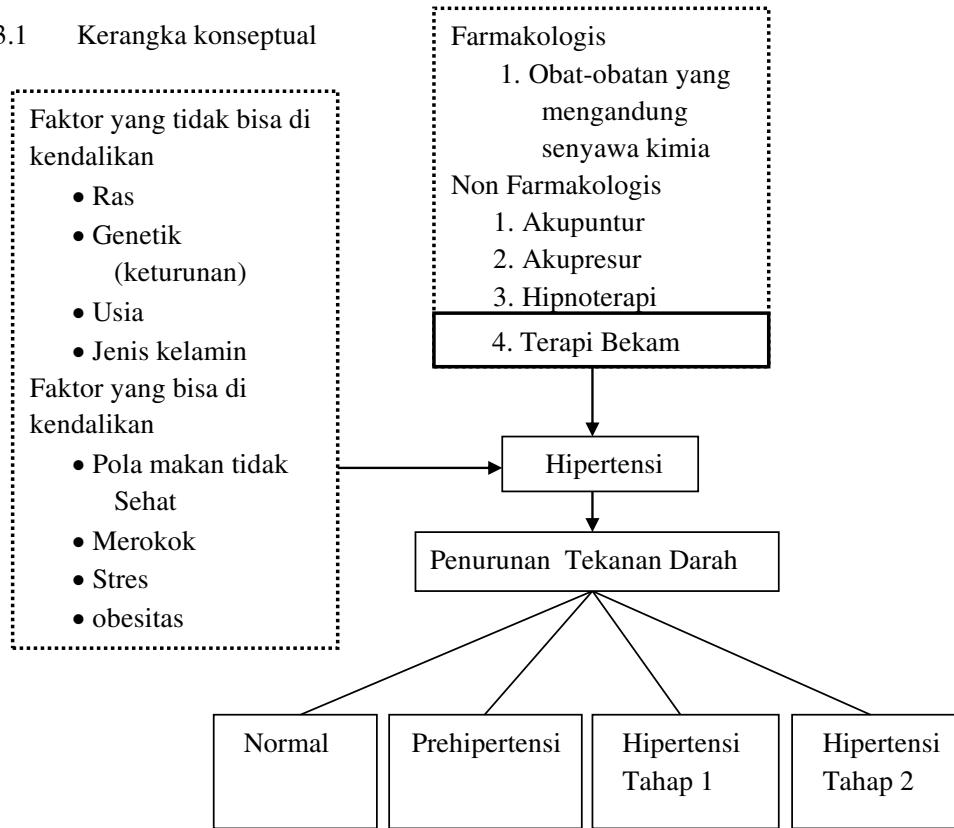 3.1 Kerangka konseptual
Faktor yang tidak bisa di
kendalikan
• Ras
• Genetik
(keturunan)
• Usia
• Jenis kelamin
Faktor yang bisa di
kendalikan
• Pola makan tidak
Sehat
• Merokok
• Stres
• obesitas
Farmakologis
1. Obat-obatan yang
mengandung
senyawa kimia
Non Farmakologis
1. Akupuntur
2. Akupresur
3. Hipnoterapi
4. Terapi Bekam
Hipertensi
Penurunan Tekanan Darah
Normal
Prehipertensi
Hipertensi
Tahap 1
Hipertensi
Tahap 2